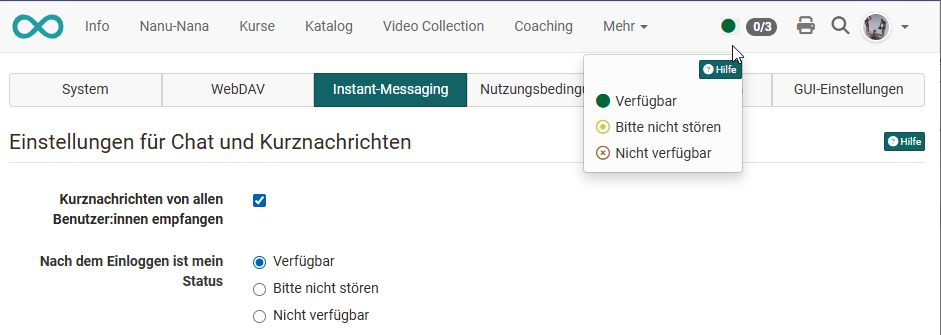 Info Nanu-Nana Kurse Katalog Video Collection Coaching Mehr 0/3
Hilfe
Verfügbar
Bitte nicht stören
Nicht verfügbar
System WebDAV Instant-Messaging GUI-Einstellungen
Einstellungen für Chat und Kurznachrichten Hilfe
Kurznachrichten von allen
Benutzer:innen empfangen
Nach dem Einloggen ist mein
Status
Verfügbar
Bitte nicht stören
Nicht verfügbar